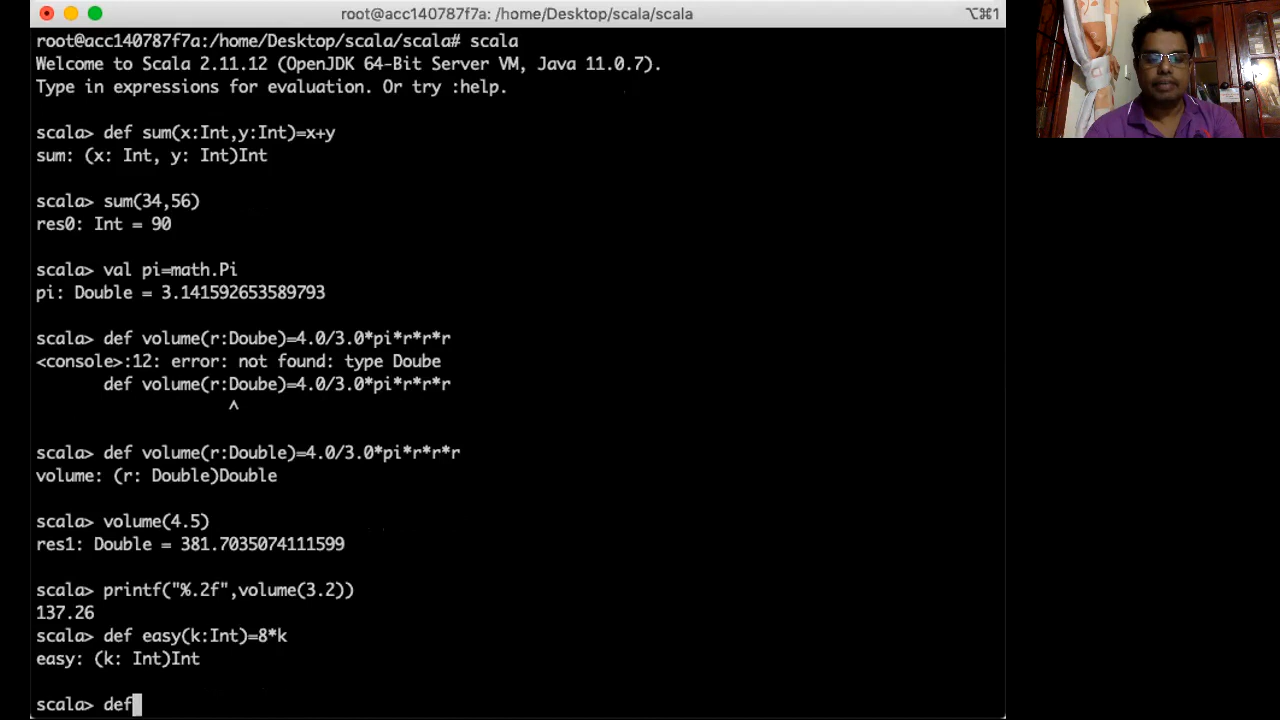 root@acc140787f7a: /home/Desktop/scala/scala
⌥⌘1
root@acc140787f7a:/home/Desktop/scala/scala# scala
Welcome to Scala 2.11.12 (OpenJDK 64-Bit Server VM, Java 11.0.7).
Type in expressions for evaluation. Or try :help.
scala> def sum(x:Int,y:Int)=x+y
sum: (x: Int, y: Int)Int
scala> sum(34,56)
res0: Int = 90
scala> val pi=math.Pi
pi: Double = 3.141592653589793
scala> def volume(r:Doube)=4.0/3.0*pi*r*r*r
<console>:12: error: not found: type Doube
def volume(r:Doube)=4.0/3.0*pi*r*r*r
^
scala> def volume(r:Double)=4.0/3.0*pi*r*r*r
volume: (r: Double)Double
scala> volume(4.5)
res1: Double = 381.7035074111599
scala> printf("%.2f",volume(3.2))
137.26
scala> def easy(k:Int)=8*k
easy: (k: Int)Int
scala> def